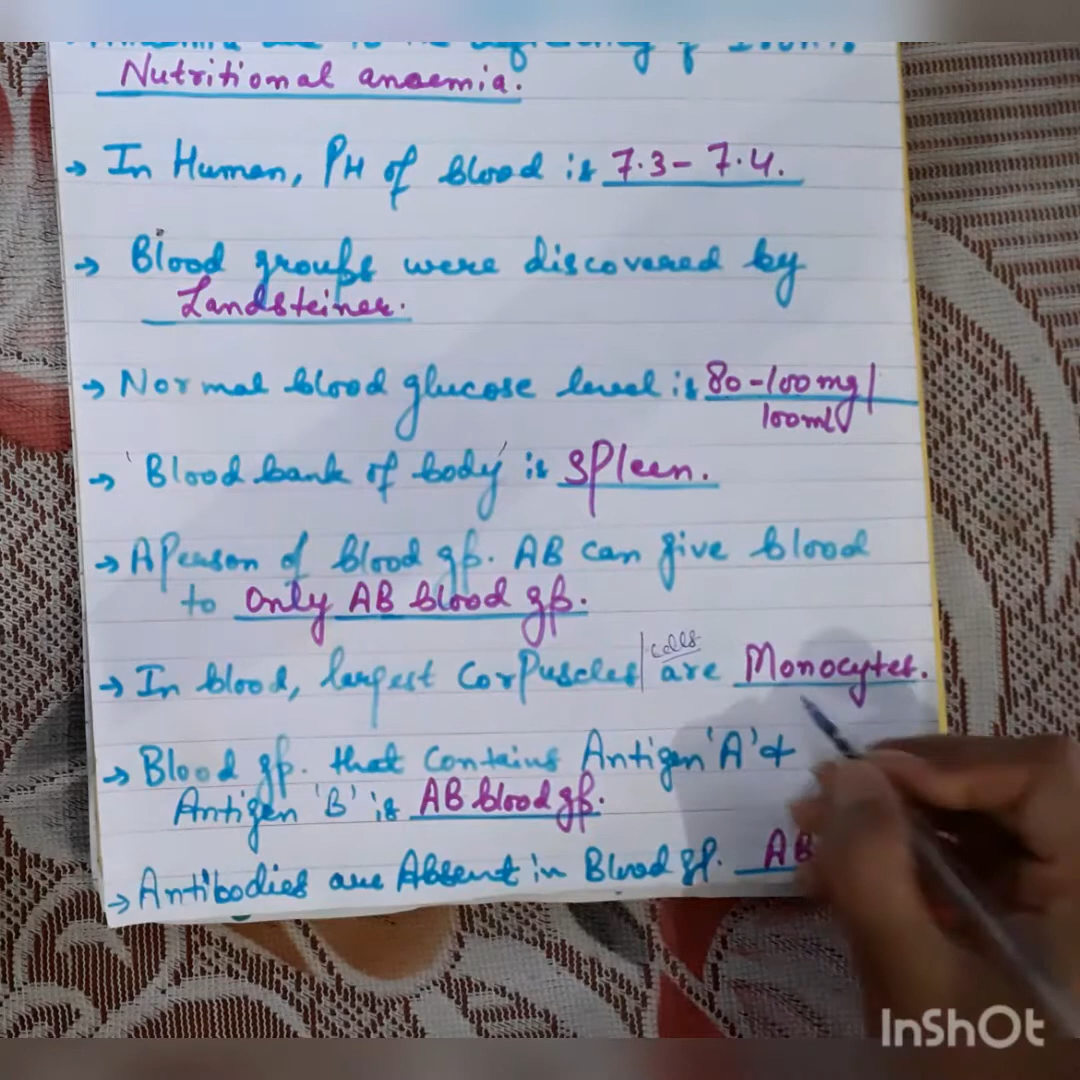 Nutritional anaemia.
→ In Human, PH of blood is 7.3 - 7.4.
→ Blood groups were discovered by
Landsteiner.
→ Normal blood glucose level is 80-100mg/
100ml
→ 'Blood bank of body' is Spleen.
→ A Person of blood gp. AB can give blood
to only AB blood gp.
→ In blood, largest Corpuscles/cells are Monocytes.
→ Blood gp. that contains Antigen 'A' &
Antigen 'B' is AB blood gp.
→ Antibodies are Absent in Blood gp. AB
InShOt